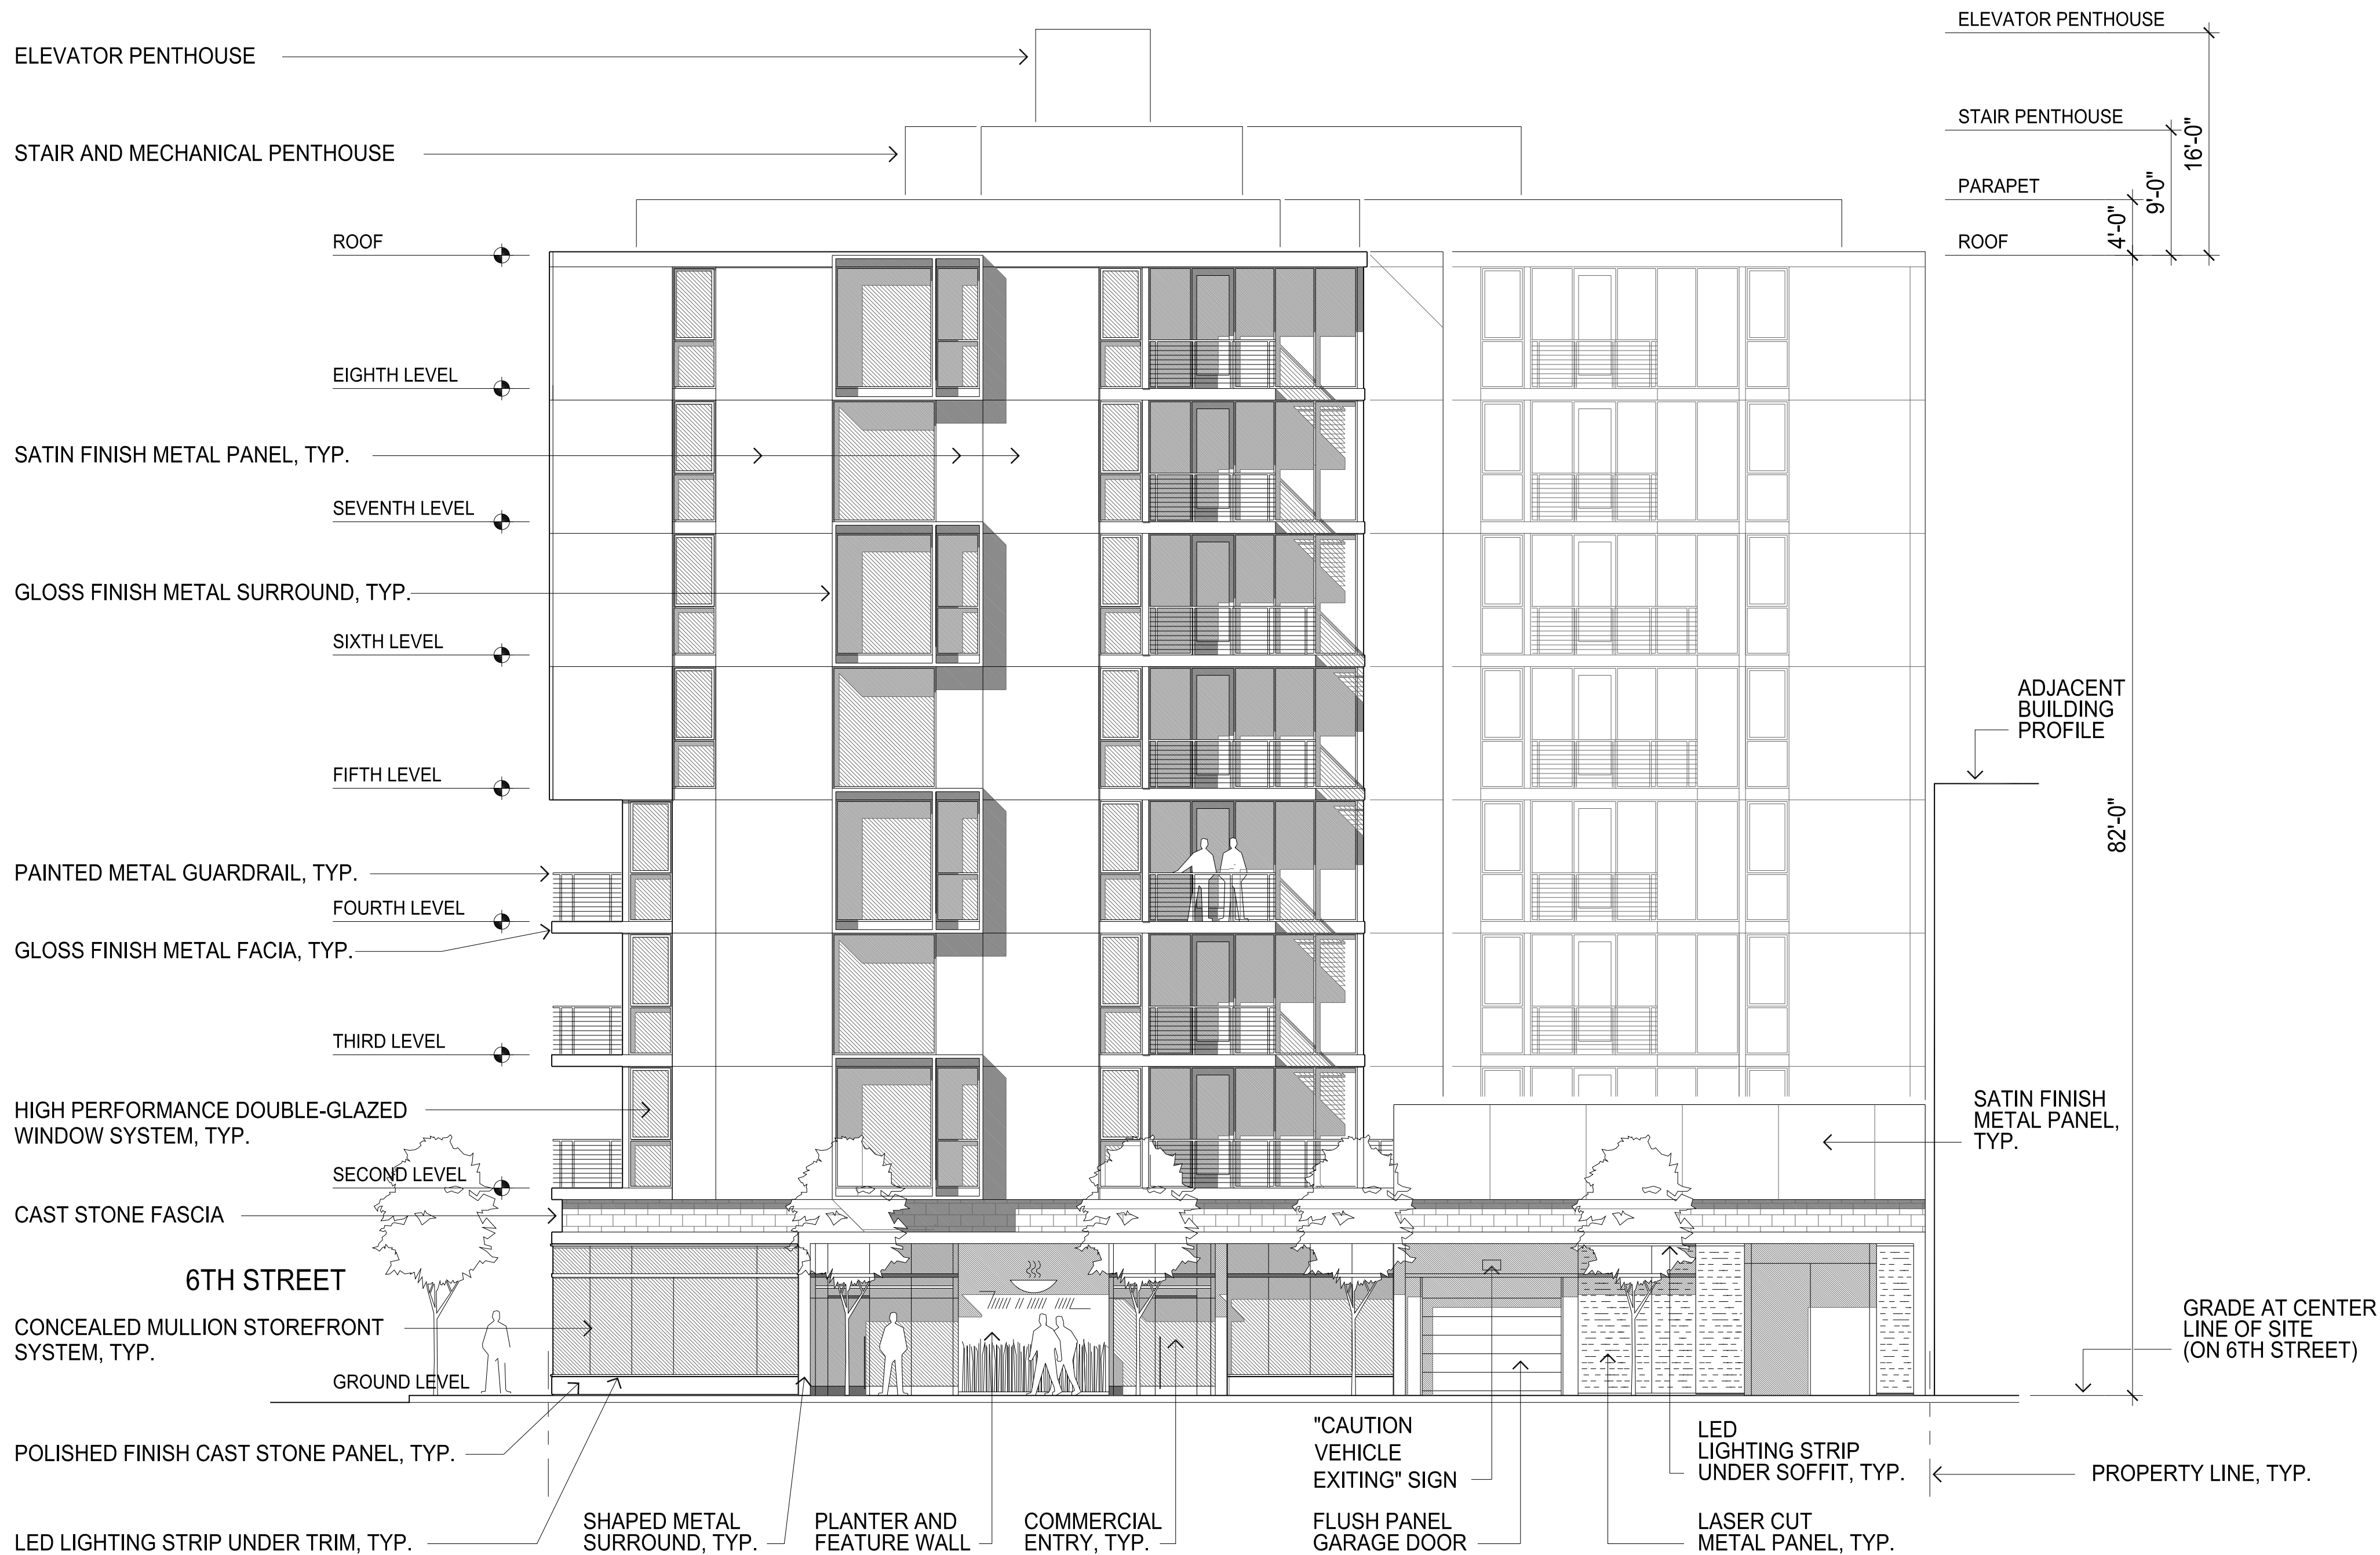 ELEVATOR PENTHOUSE
ELEVATOR PENTHOUSE
STAIR PENTHOUSE
STAIR AND MECHANICAL PENTHOUSE
16'-0"
PARAPET
9'-0"
4'-0"
ROOF
ROOF
EIGHTH LEVEL
SATIN FINISH METAL PANEL, TYP.
SEVENTH LEVEL
GLOSS FINISH METAL SURROUND, TYP.
SIXTH LEVEL
ADJACENT
BUILDING
PROFILE
FIFTH LEVEL
82'-0"
PAINTED METAL GUARDRAIL, TYP.
FOURTH LEVEL
GLOSS FINISH METAL FACIA, TYP.
THIRD LEVEL
HIGH PERFORMANCE DOUBLE-GLAZED
WINDOW SYSTEM, TYP.
SATIN FINISH
METAL PANEL,
TYP.
SECOND LEVEL
CAST STONE FASCIA
6TH STREET
CONCEALED MULLION STOREFRONT
SYSTEM, TYP.
GRADE AT CENTER
LINE OF SITE
(ON 6TH STREET)
GROUND LEVEL
POLISHED FINISH CAST STONE PANEL, TYP.
"CAUTION
VEHICLE
EXITING" SIGN
LED
LIGHTING STRIP
UNDER SOFFIT, TYP.
PROPERTY LINE, TYP.
LED LIGHTING STRIP UNDER TRIM, TYP.
SHAPED METAL
SURROUND, TYP.
PLANTER AND
FEATURE WALL
COMMERCIAL
ENTRY, TYP.
FLUSH PANEL
GARAGE DOOR
LASER CUT
METAL PANEL, TYP.